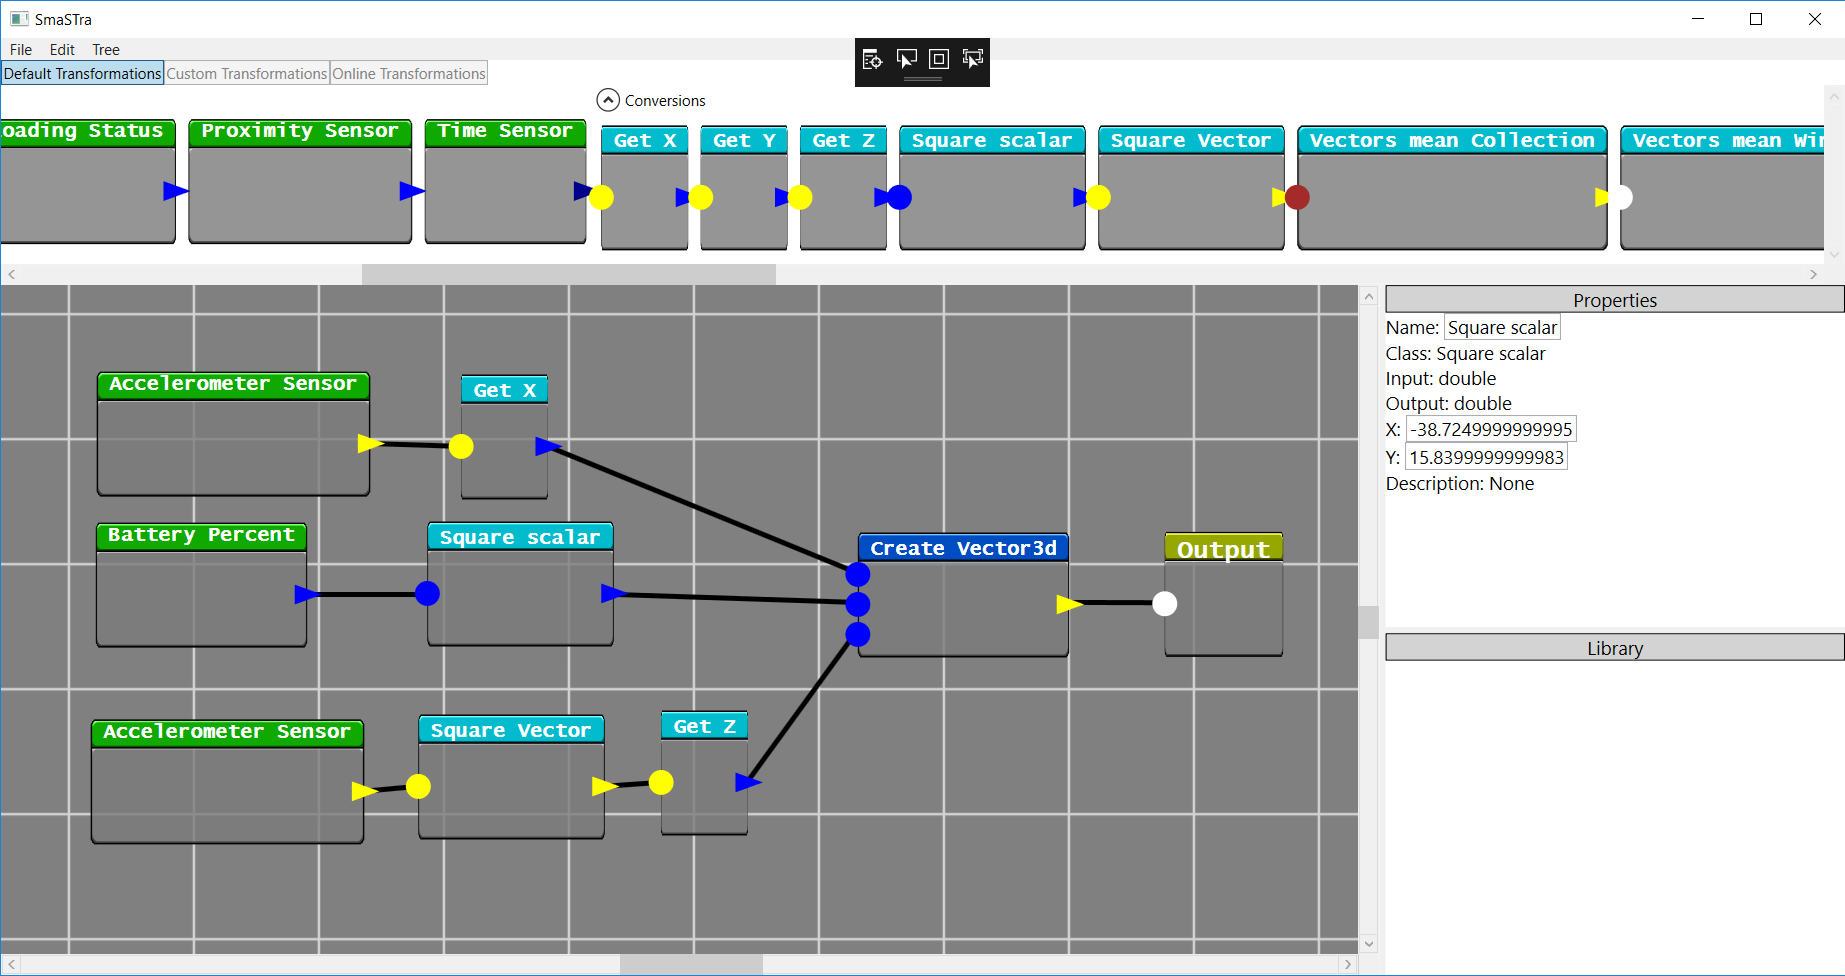 SmaSTra
File Edit Tree
Default Transformations Custom Transformations Online Transformations
Conversions
oading Status Proximity Sensor Time Sensor Get X Get Y Get Z Square scalar Square Vector Vectors mean Collection Vectors mean Win
Properties
Name: Square scalar
Class: Square scalar
Input: double
Output: double
X: -38.7249999999995
Y: 15.8399999999983
Description: None
Library
Accelerometer Sensor Get X
Battery Percent Square scalar Create Vector3d Output
Accelerometer Sensor Square Vector Get Z